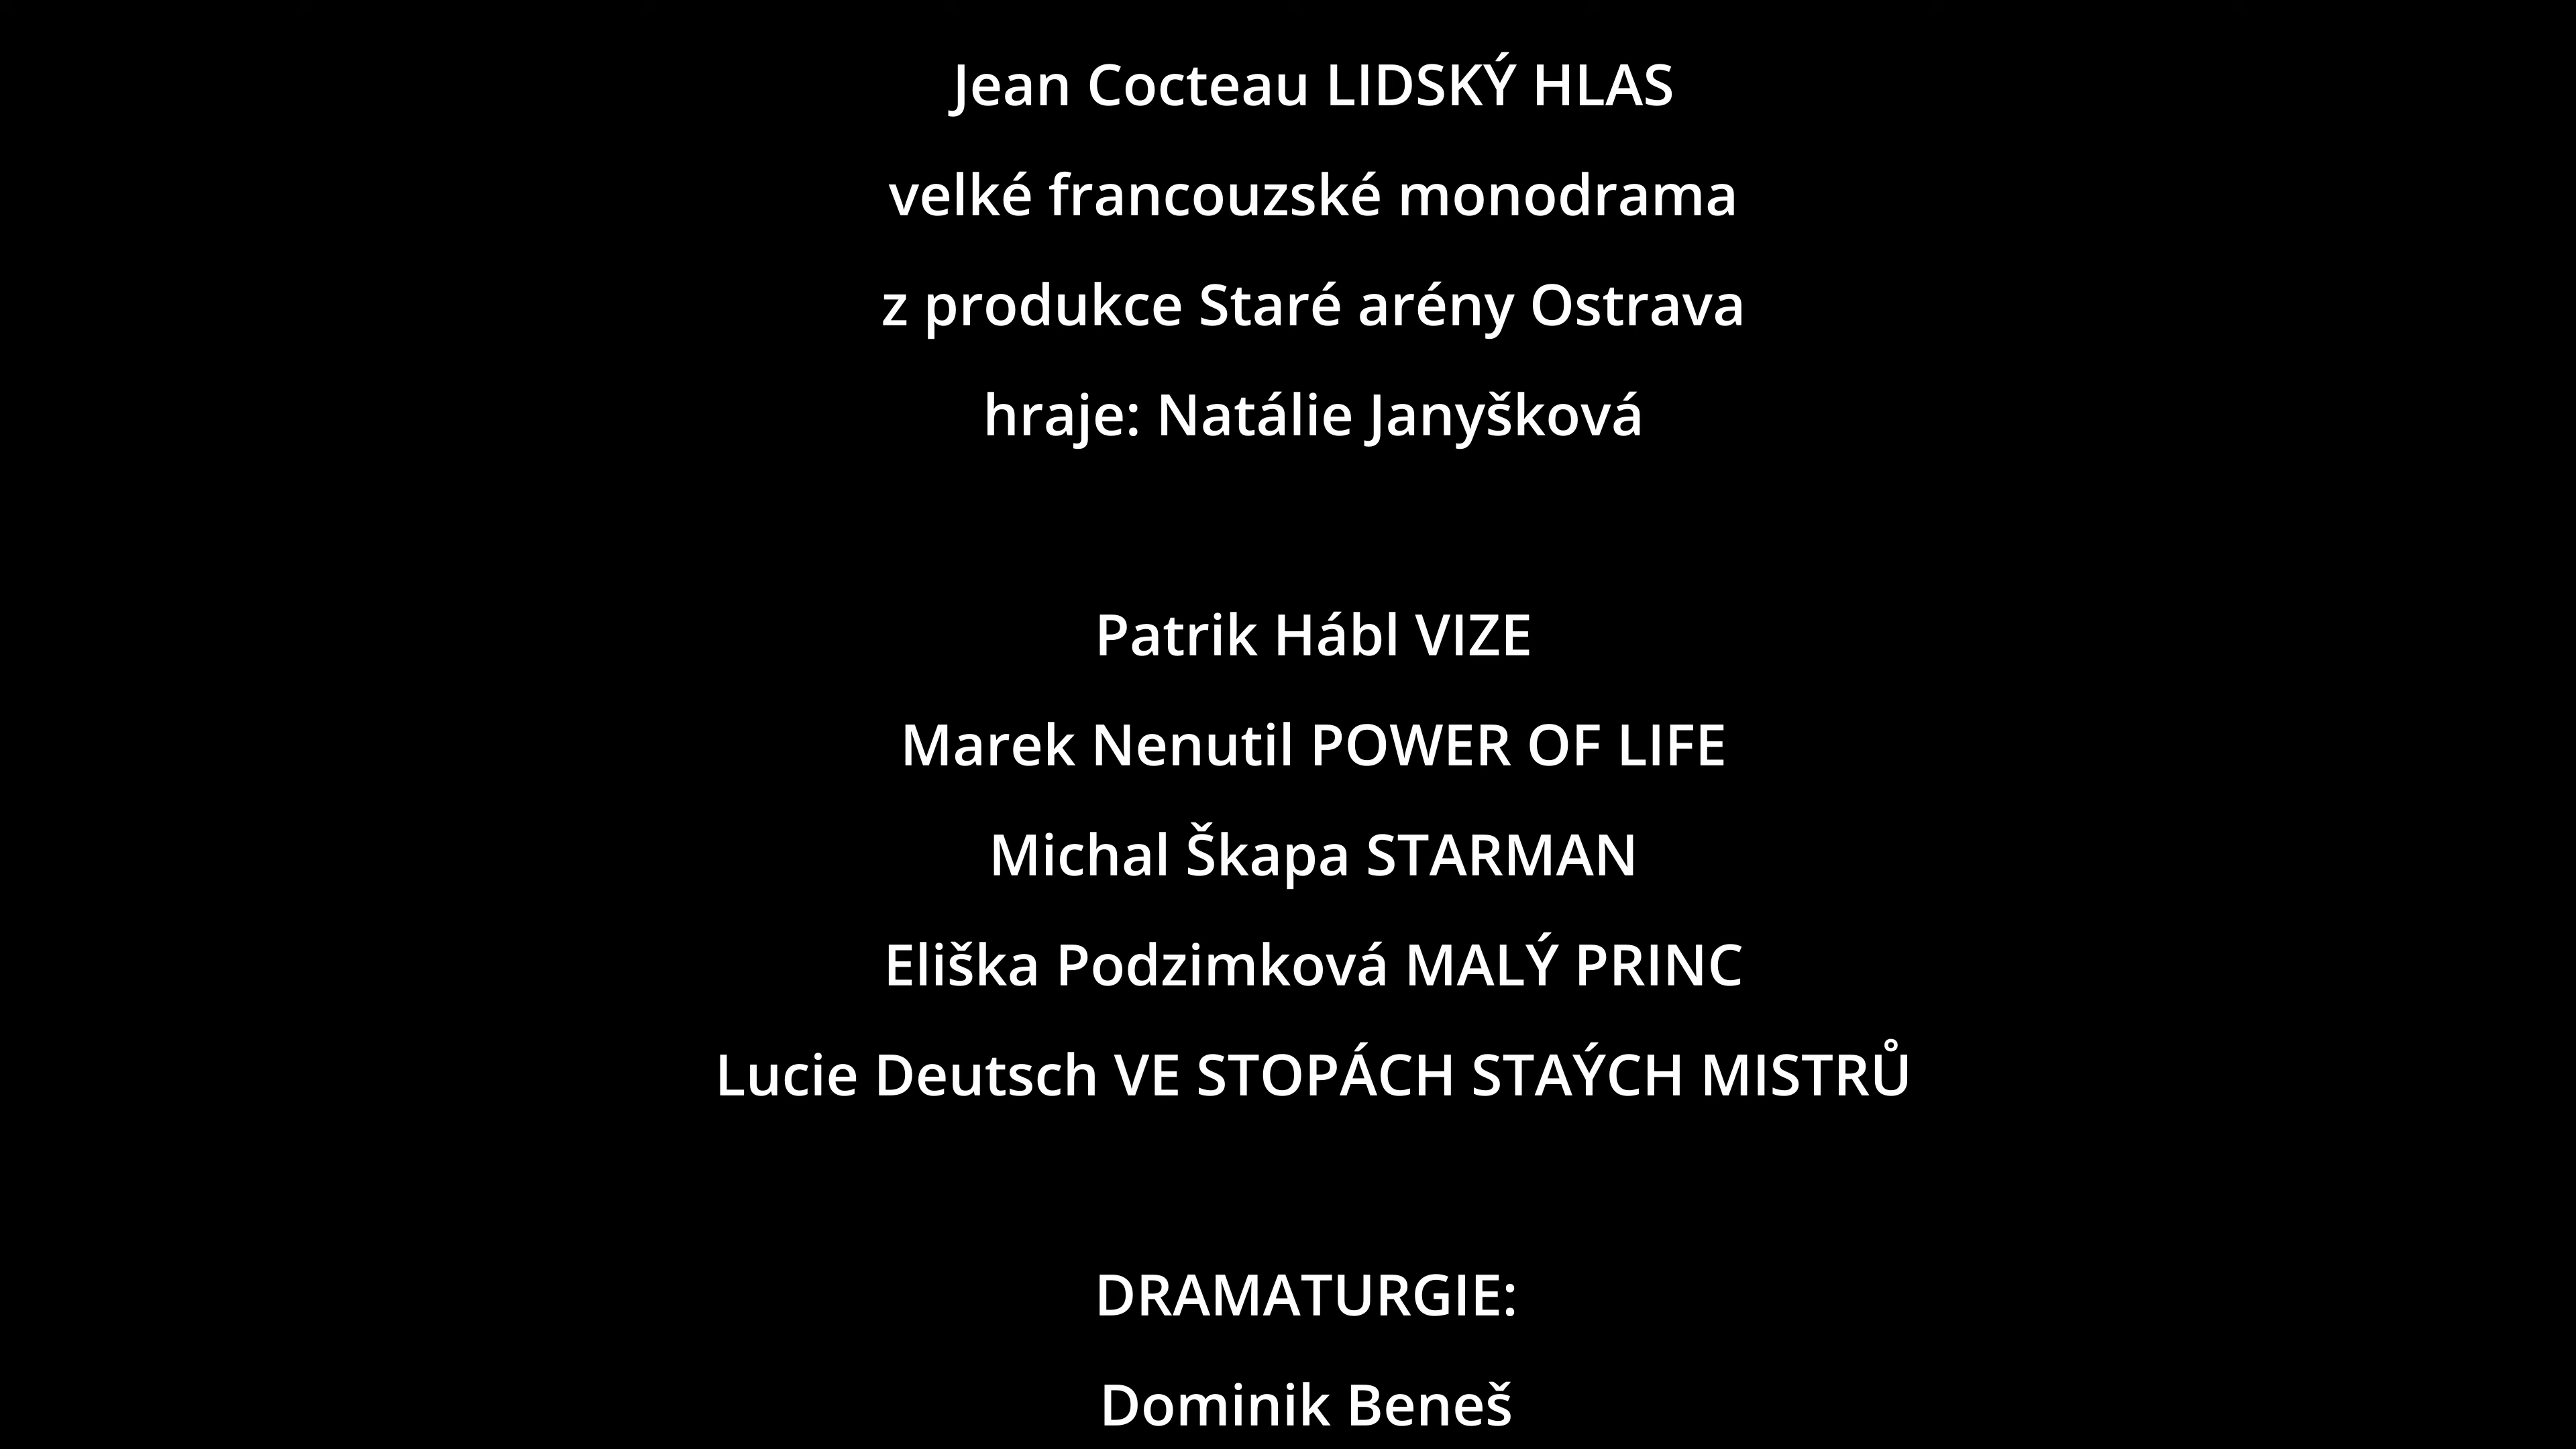 Jean Cocteau LIDSKÝ HLAS
velké francouzské monodrama
z produkce Staré arény Ostrava
hraje: Natálie Janyšková
Patrik Hábl VIZE
Marek Nenutil POWER OF LIFE
Michal Škapa STARMAN
Eliška Podzimková MALÝ PRINC
Lucie Deutsch VE STOPÁCH STAÝCH MISTRŮ
DRAMATURGIE:
Dominik Beneš